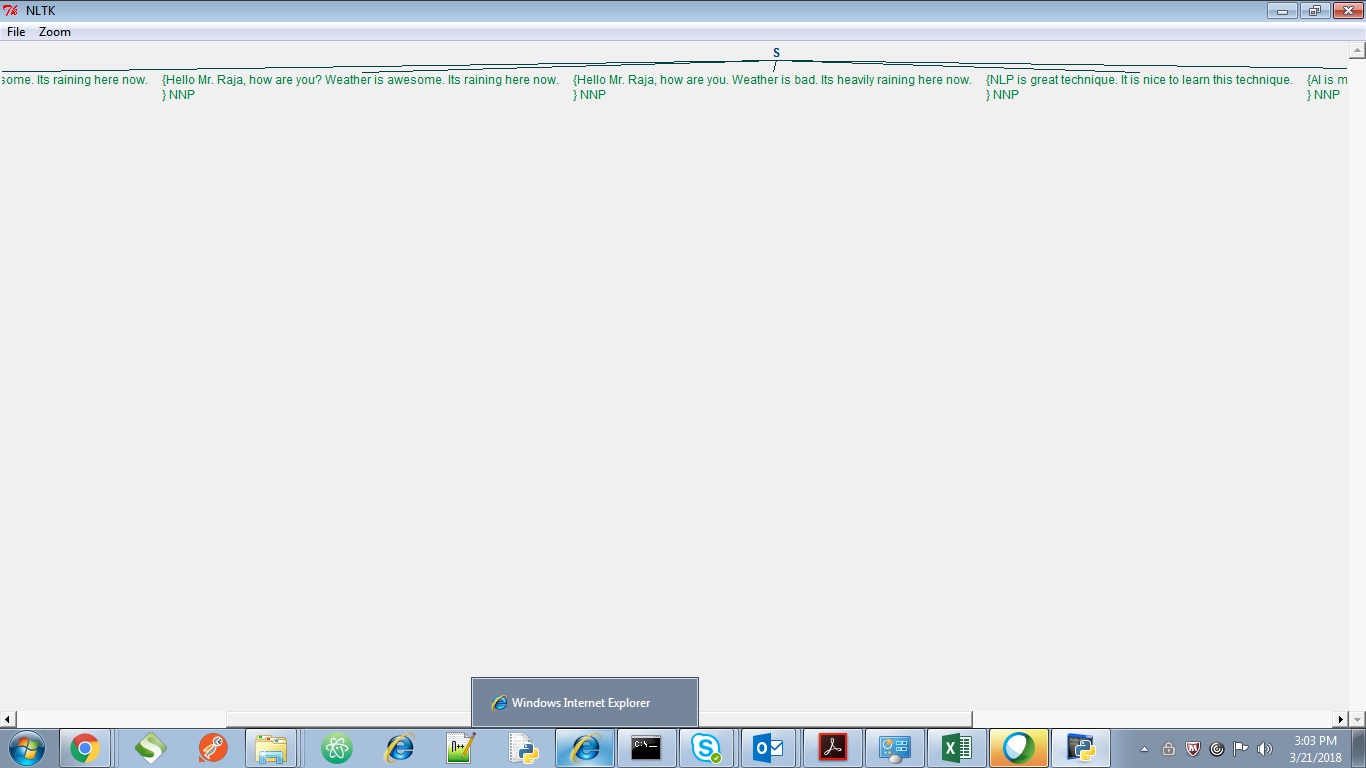 NLTK
File Zoom
S
some. Its raining here now. {Hello Mr. Raja, how are you? Weather is awesome. Its raining here now. {Hello Mr. Raja, how are you. Weather is bad. Its heavily raining here now. {NLP is great technique. It is nice to learn this technique. {AI is m
} NNP } NNP } NNP } NNP
Windows Internet Explorer
C:\_
3:03 PM
3/21/2018